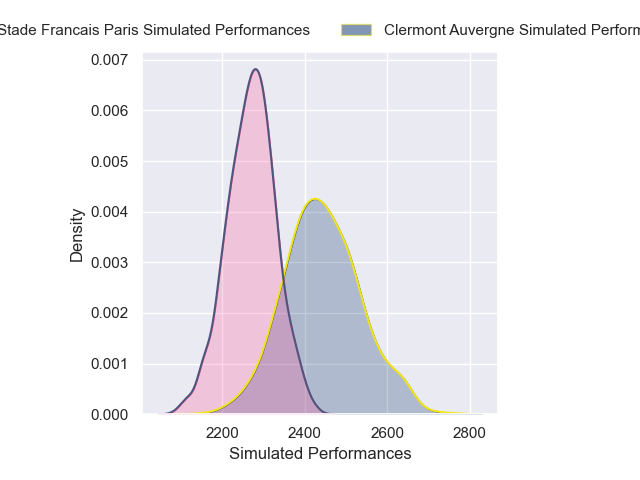 Stade Francais Paris Simulated Performances
Clermont Auvergne Simulated Perform
0.007
0.006
0.005
0.004
0.003
0.002
0.001
0.000
Density
2200 2400 2600 2800
Simulated Performances